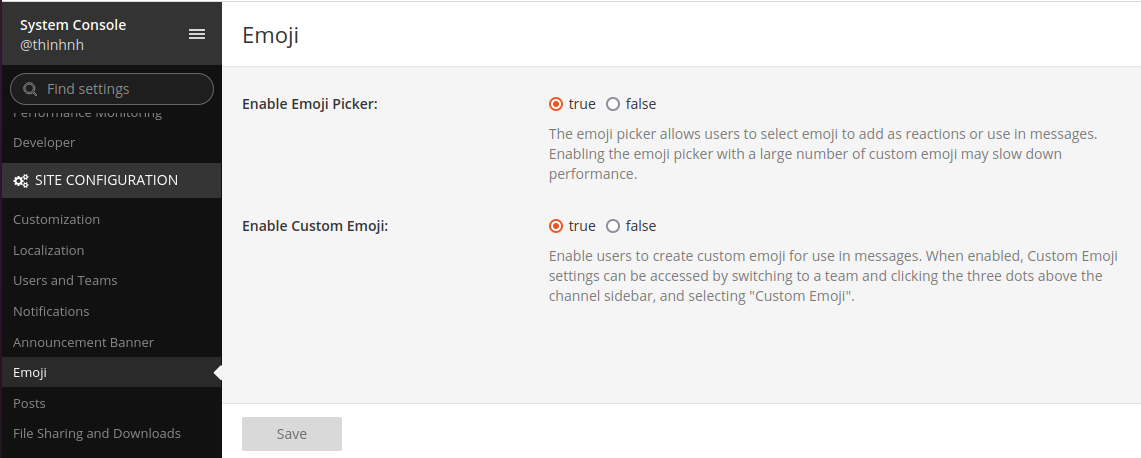 System Console
@thinhnh
Find settings
Performance Monitoring
Developer
SITE CONFIGURATION
Customization
Localization
Users and Teams
Notifications
Announcement Banner
Emoji
Posts
File Sharing and Downloads
Emoji
Enable Emoji Picker:
true false
The emoji picker allows users to select emoji to add as reactions or use in messages.
Enabling the emoji picker with a large number of custom emoji may slow down
performance.
Enable Custom Emoji:
true false
Enable users to create custom emoji for use in messages. When enabled, Custom Emoji
settings can be accessed by switching to a team and clicking the three dots above the
channel sidebar, and selecting "Custom Emoji".
Save